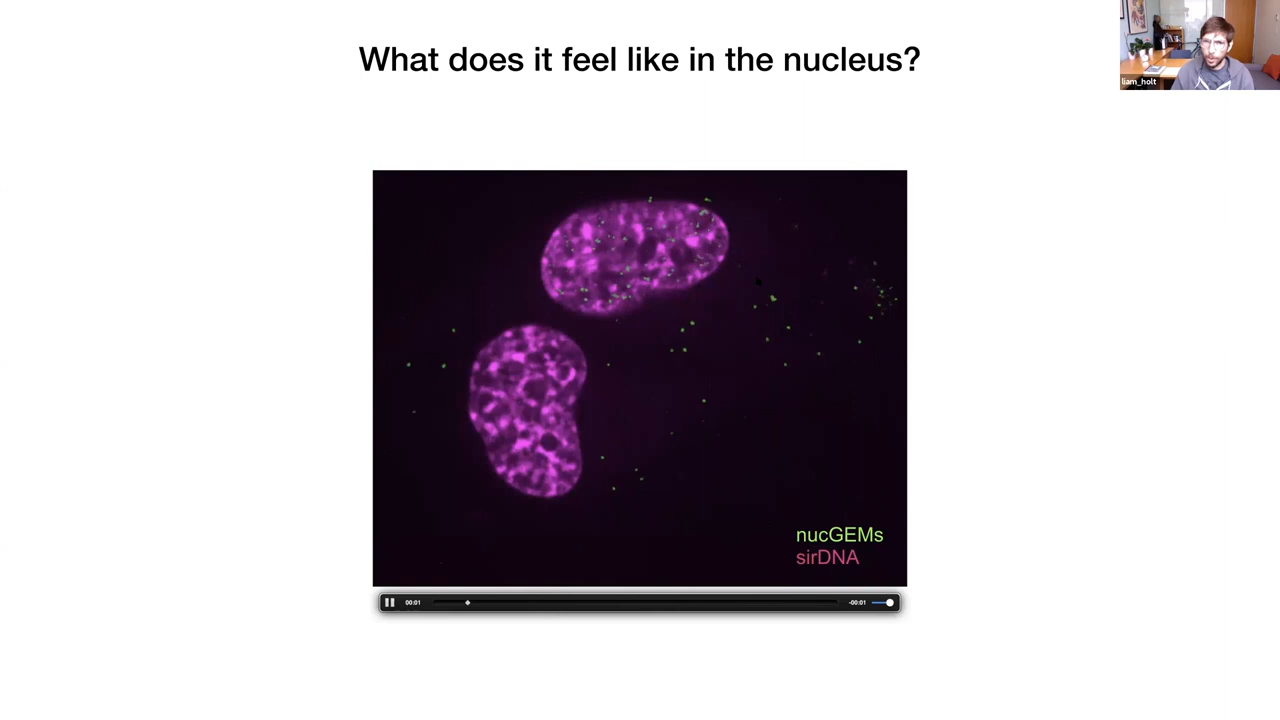 What does it feel like in the nucleus?
liam_holt
nucGEMs
sirDNA
00:01
-00:01